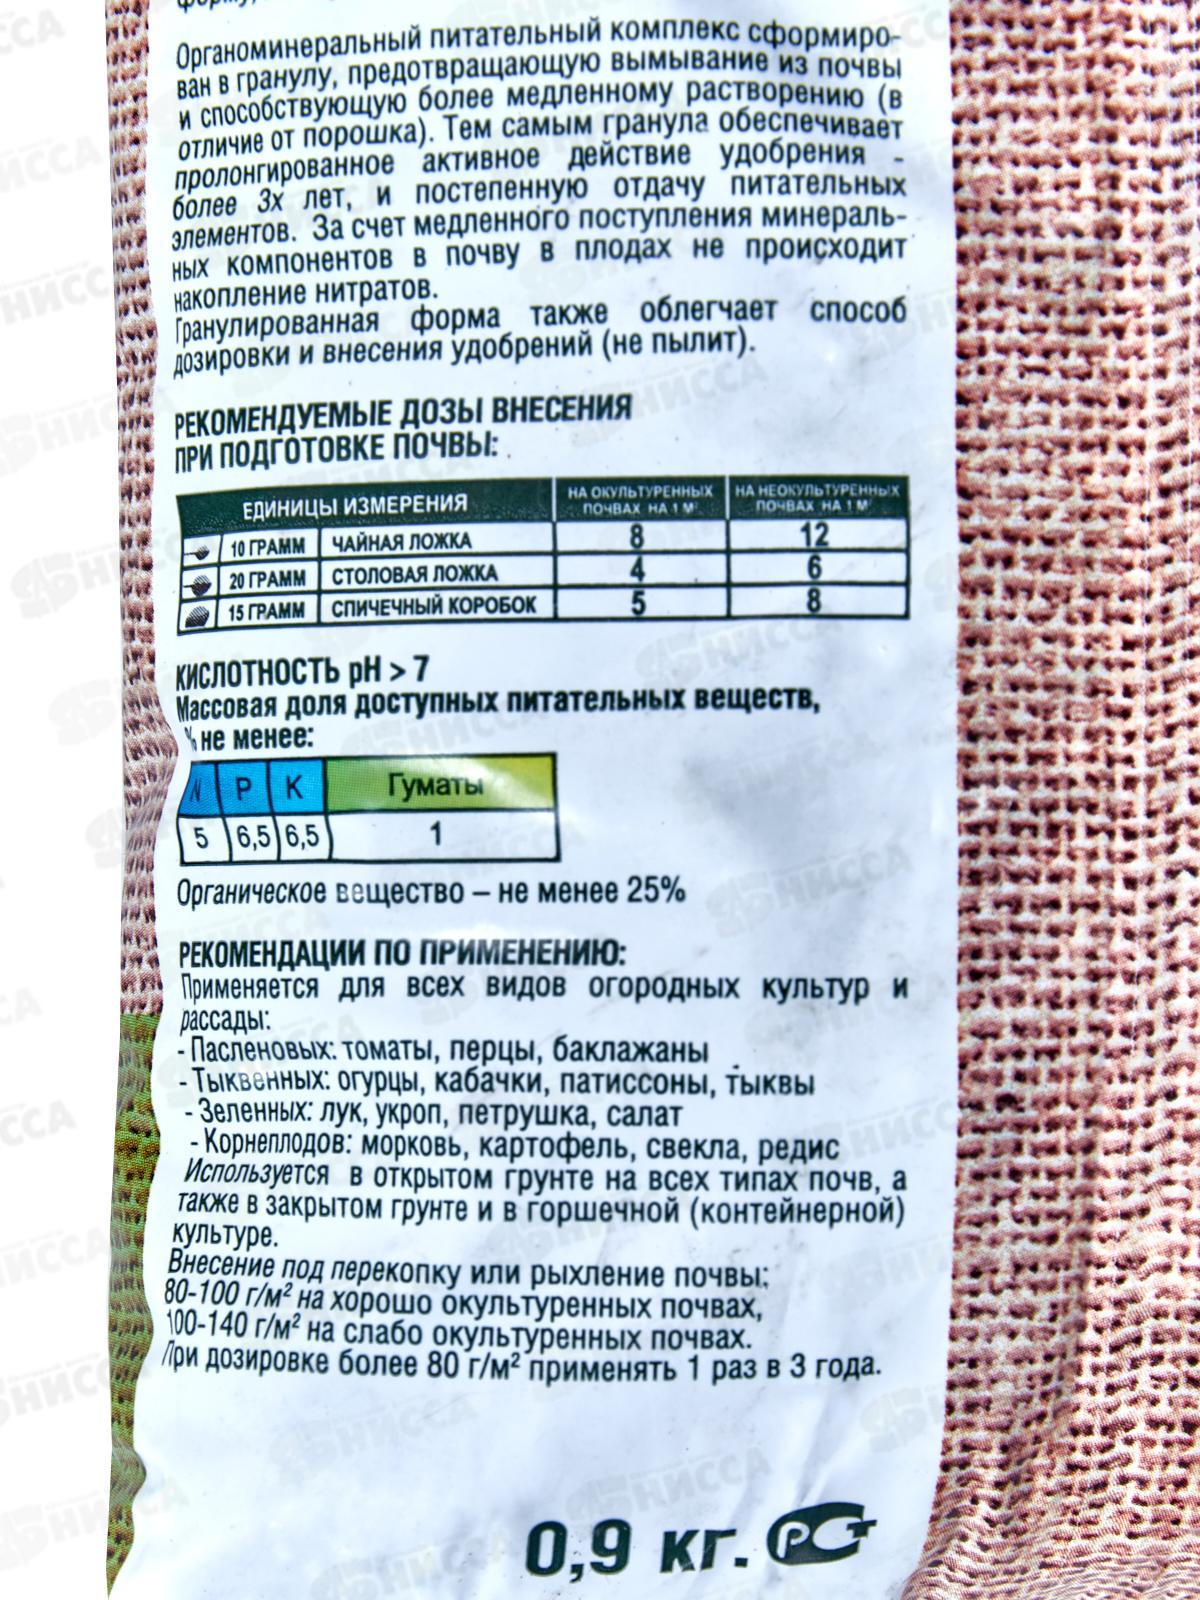 Органоминеральный питательный комплекс сформиро-
ван в гранулу, предотвращающую вымывание из почвы
и способствующую более медленному растворению (в
отличие от порошка). Тем самым гранула обеспечивает
пролонгированное активное действие удобрения -
более 3х лет, и постепенную отдачу питательных
элементов. За счет медленного поступления минераль-
ных компонентов в почву в плодах не происходит
накопление нитратов.
Гранулированная форма также облегчает способ
дозировки и внесения удобрений (не пылит).
РЕКОМЕНДУЕМЫЕ ДОЗЫ ВНЕСЕНИЯ
ПРИ ПОДГОТОВКЕ ПОЧВЫ:
ЕДИНИЦЫ ИЗМЕРЕНИЯ НА ОКУЛЬТУРЕННЫХ ПОЧВАХ НА 1 М² НА НЕОКУЛЬТУРЕННЫХ ПОЧВАХ НА 1 М²
10 ГРАММ ЧАЙНАЯ ЛОЖКА 8 12
20 ГРАММ СТОЛОВАЯ ЛОЖКА 4 6
15 ГРАММ СПИЧЕЧНЫЙ КОРОБОК 5 8
КИСЛОТНОСТЬ pH > 7
Массовая доля доступных питательных веществ,
% не менее:
N P K Гуматы
5 6,5 6,5 1
Органическое вещество – не менее 25%
РЕКОМЕНДАЦИИ ПО ПРИМЕНЕНИЮ:
Применяется для всех видов огородных культур и
рассады:
- Пасленовых: томаты, перцы, баклажаны
- Тыквенных: огурцы, кабачки, патиссоны, тыквы
- Зеленных: лук, укроп, петрушка, салат
- Корнеплодов: морковь, картофель, свекла, редис
Используется в открытом грунте на всех типах почв, а
также в закрытом грунте и в горшечной (контейнерной)
культуре.
Внесение под перекопку или рыхление почвы:
80-100 г/м² на хорошо окультуренных почвах,
100-140 г/м² на слабо окультуренных почвах.
При дозировке более 80 г/м² применять 1 раз в 3 года.
0,9 кг. РСТ